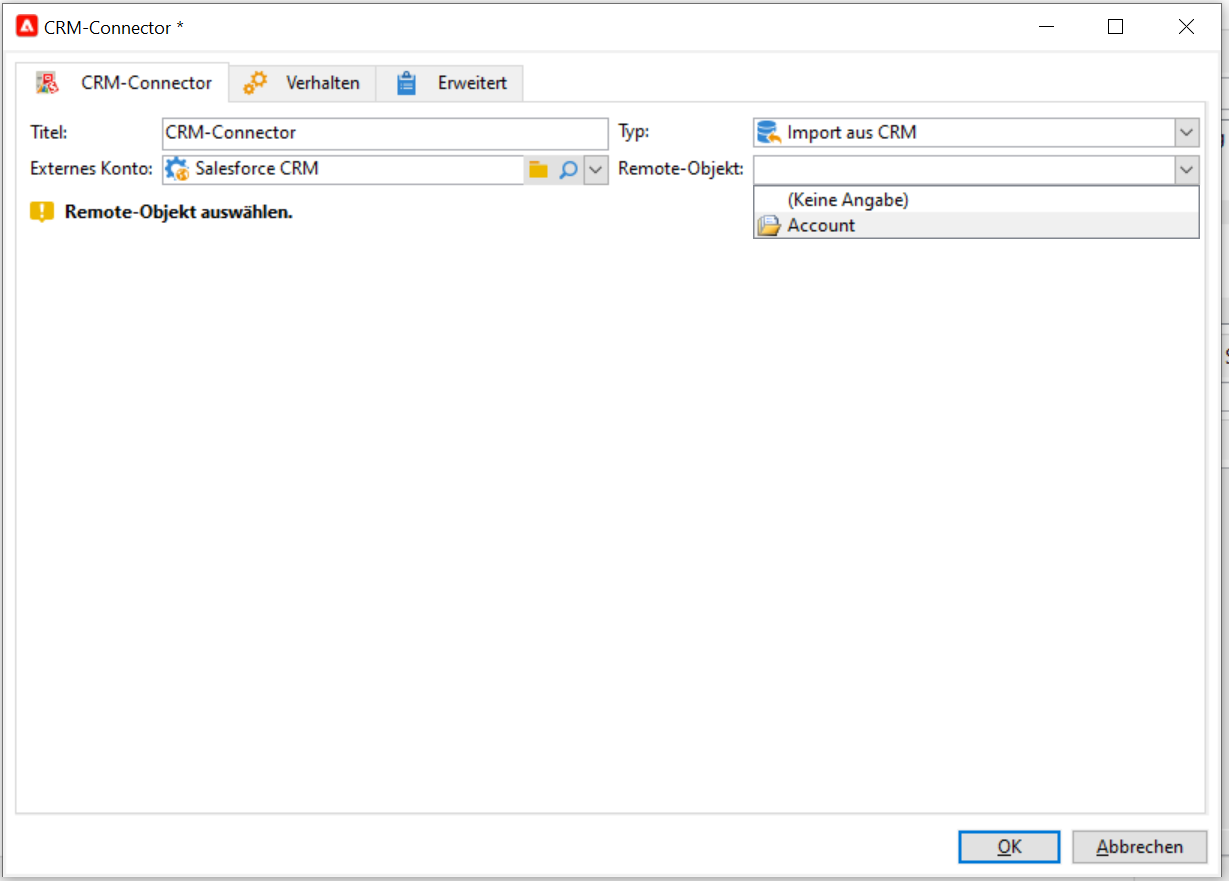 CRM-Connector *
CRM-Connector Verhalten Erweitert
Titel: CRM-Connector Typ: Import aus CRM
Externes Konto: Salesforce CRM Remote-Objekt:
Remote-Objekt auswählen.
(Keine Angabe)
Account
OK Abbrechen